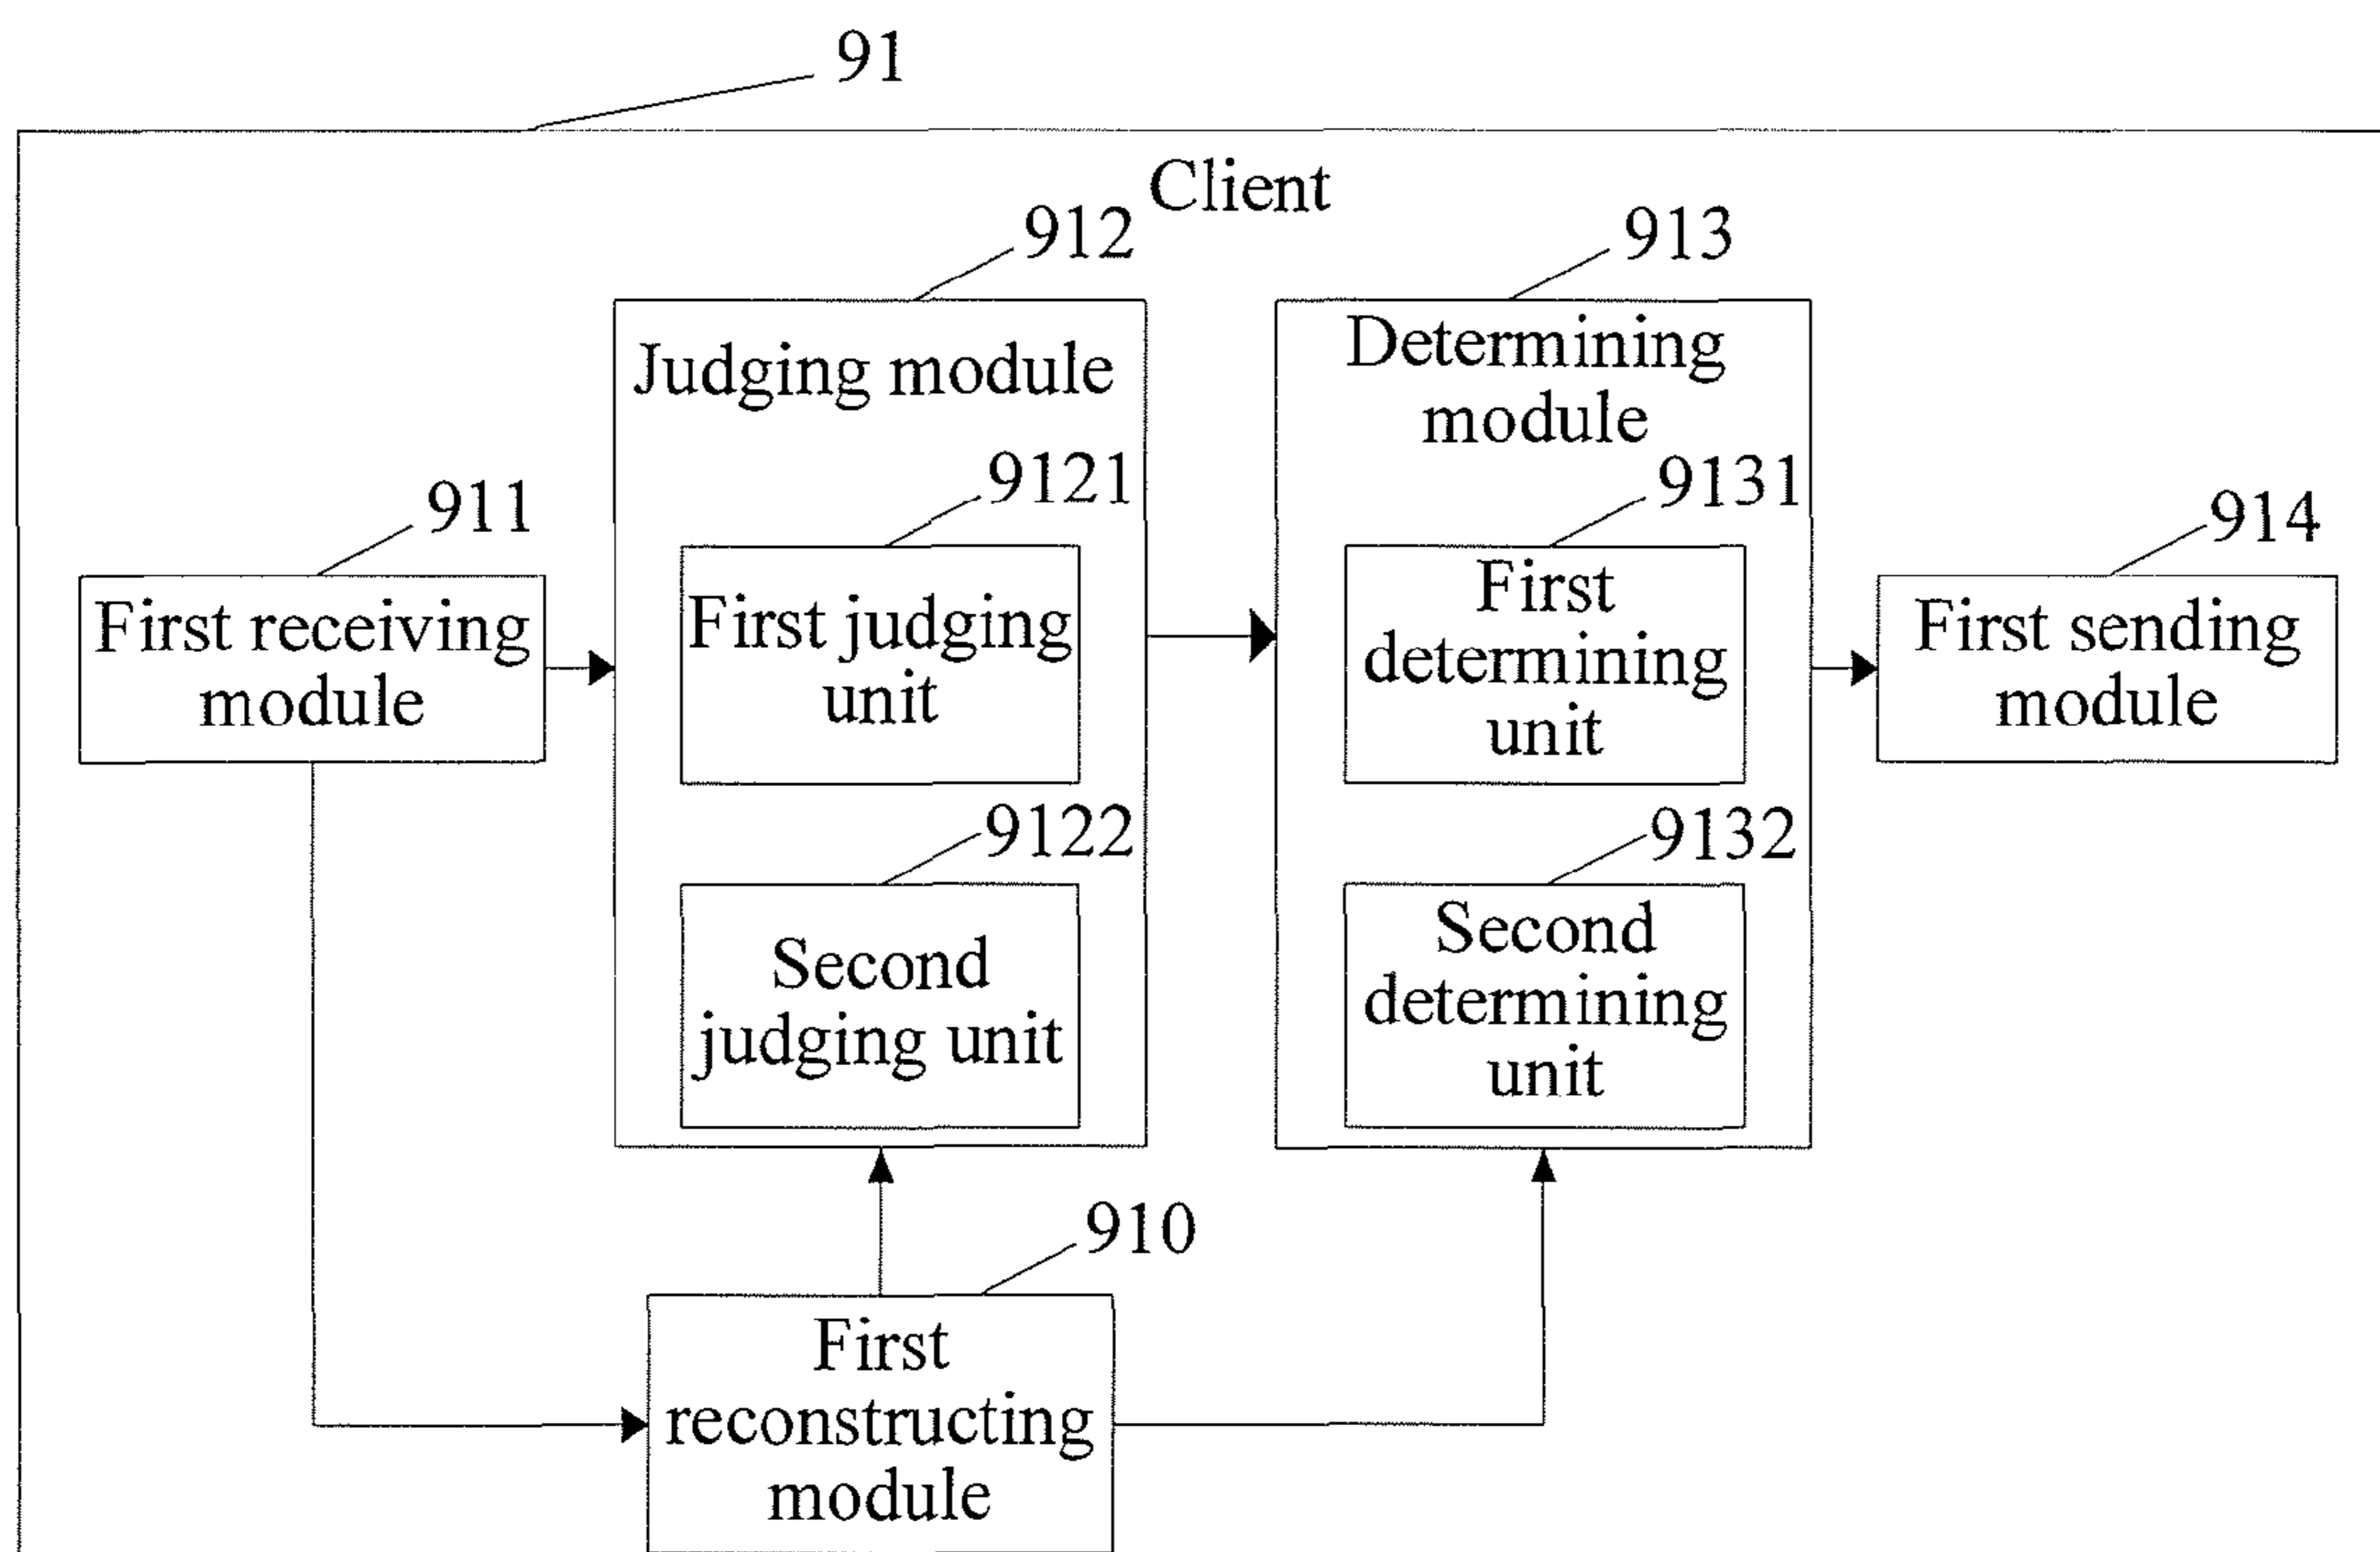 91
Client
912
913
Judging module
Determining
module
9121
9131
911
914
First receiving
module
First judging
unit
First
determining
unit
First sending
module
9122
9132
Second
judging unit
Second
determining
unit
910
First
reconstructing
module